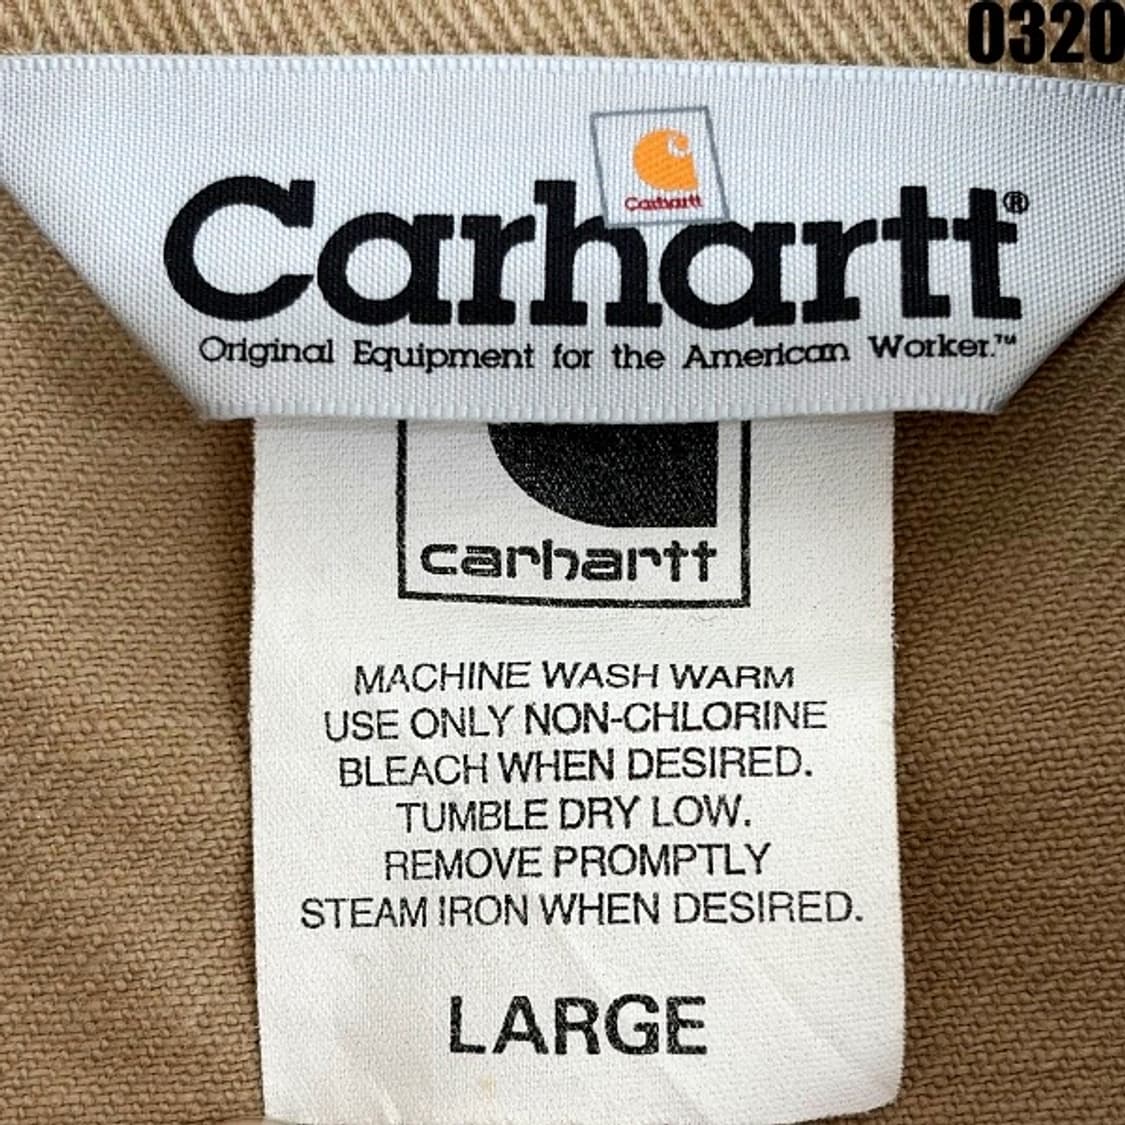 0320
Carhartt
Carhartt®
Original Equipment for the American Worker.™
carhartt
MACHINE WASH WARM
USE ONLY NON-CHLORINE
BLEACH WHEN DESIRED.
TUMBLE DRY LOW.
REMOVE PROMPTLY
STEAM IRON WHEN DESIRED.
LARGE